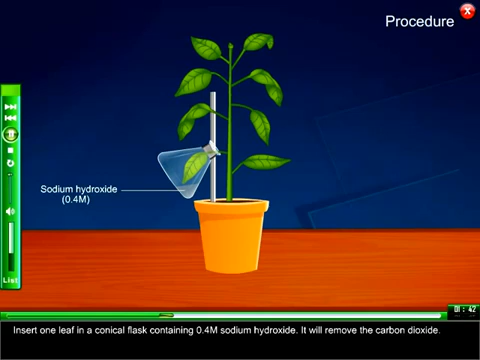 Procedure
Sodium hydroxide
(0.4M)
List
01 : 42
Insert one leaf in a conical flask containing 0.4M sodium hydroxide. It will remove the carbon dioxide.